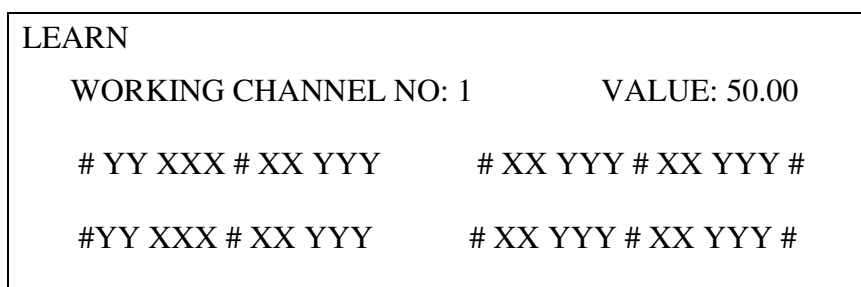 LEARN
WORKING CHANNEL NO: 1 VALUE: 50.00
# YY XXX # XX YYY # XX YYY # XX YYY #
#YY XXX # XX YYY # XX YYY # XX YYY #